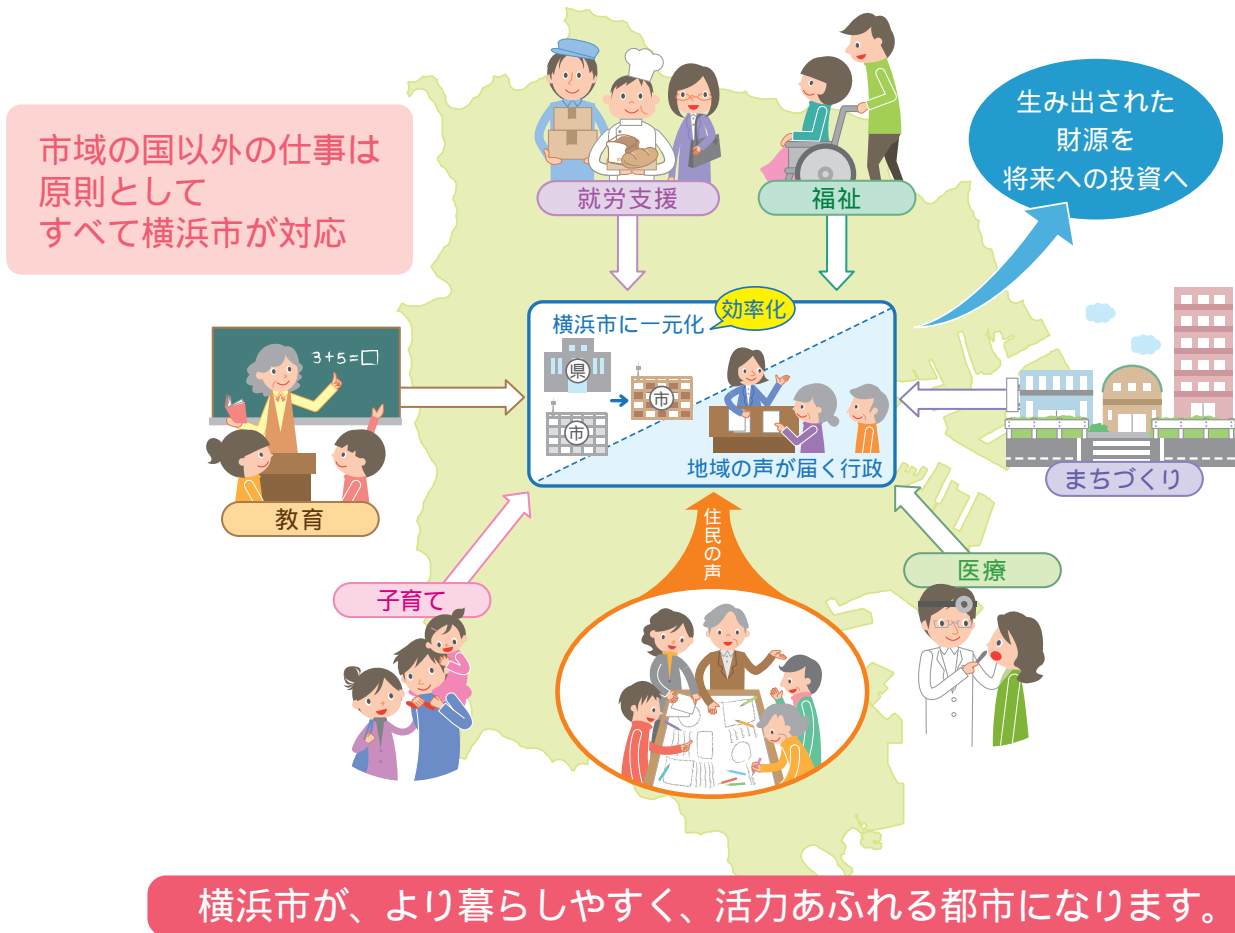 市域の国以外の仕事は
原則として
すべて横浜市が対応
就労支援
福祉
生み出された
財源を
将来への投資へ
効率化
横浜市に一元化
県
市
市
地域の声が届く行政
3+5=□
教育
まちづくり
子育て
住民の声
医療
横浜市が、より暮らしやすく、活力あふれる都市になります。